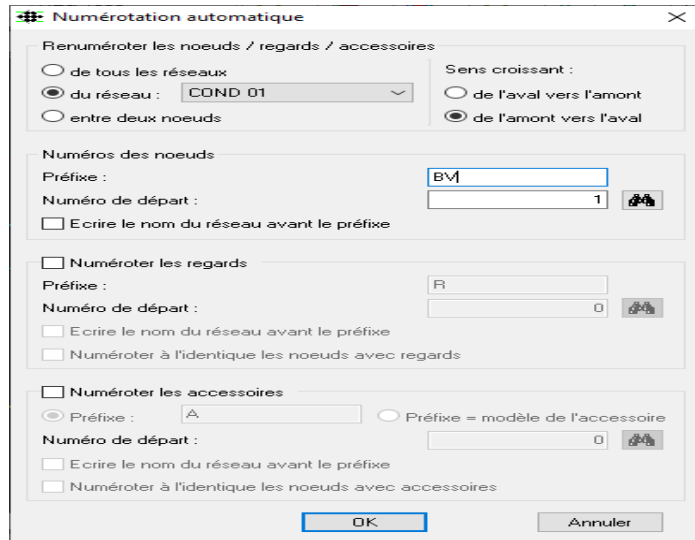 Numérotation automatique
Renuméroter les noeuds / regards / accessoires
de tous les réseaux
du réseau : COND 01
entre deux noeuds
Sens croissant :
de l'aval vers l'amont
de l'amont vers l'aval
Numéros des noeuds
Préfixe : BV
Numéro de départ : 1
Ecrire le nom du réseau avant le préfixe
Numéroter les regards
Préfixe : R
Numéro de départ : 0
Ecrire le nom du réseau avant le préfixe
Numéroter à l'identique les noeuds avec regards
Numéroter les accessoires
Préfixe : A Préfixe = modèle de l'accessoire
Numéro de départ : 0
Ecrire le nom du réseau avant le préfixe
Numéroter à l'identique les noeuds avec accessoires
OK Annuler